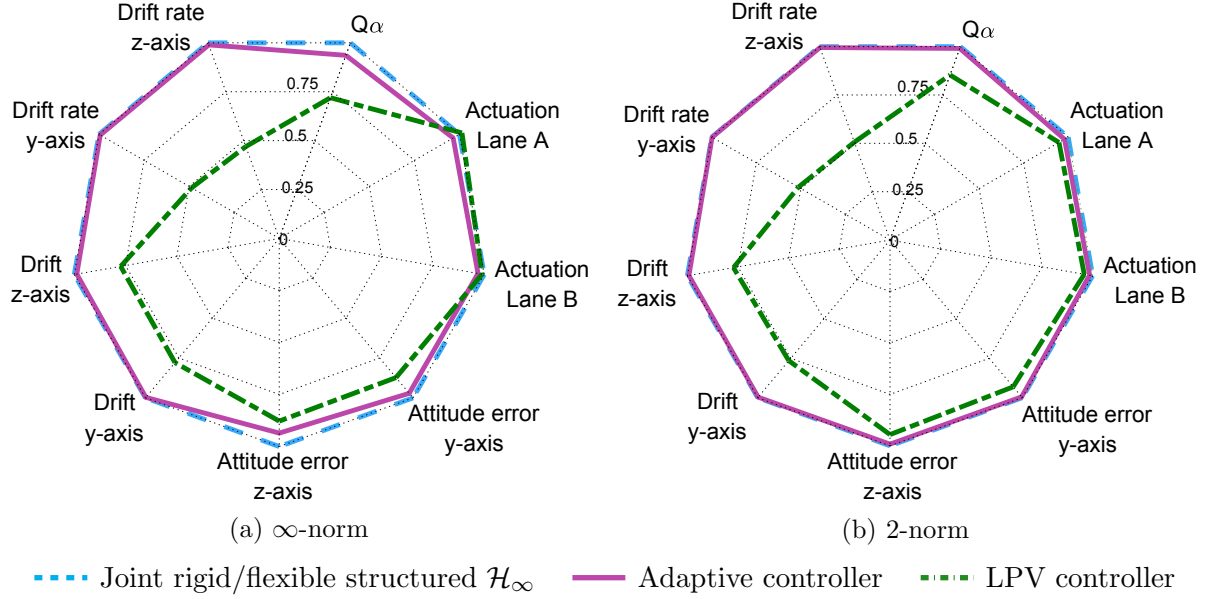 Drift rate
z-axis
Qα
Actuation
Lane A
Drift rate
y-axis
0.75
0.5
0.25
0
Drift
z-axis
Actuation
Lane B
Drift
y-axis
Attitude error
y-axis
Attitude error
z-axis
(a) ∞-norm
Drift rate
z-axis
Qα
Actuation
Lane A
Drift rate
y-axis
0.75
0.5
0.25
0
Drift
z-axis
Actuation
Lane B
Drift
y-axis
Attitude error
y-axis
Attitude error
z-axis
(b) 2-norm
Joint rigid/flexible structured ℋ∞ Adaptive controller LPV controller